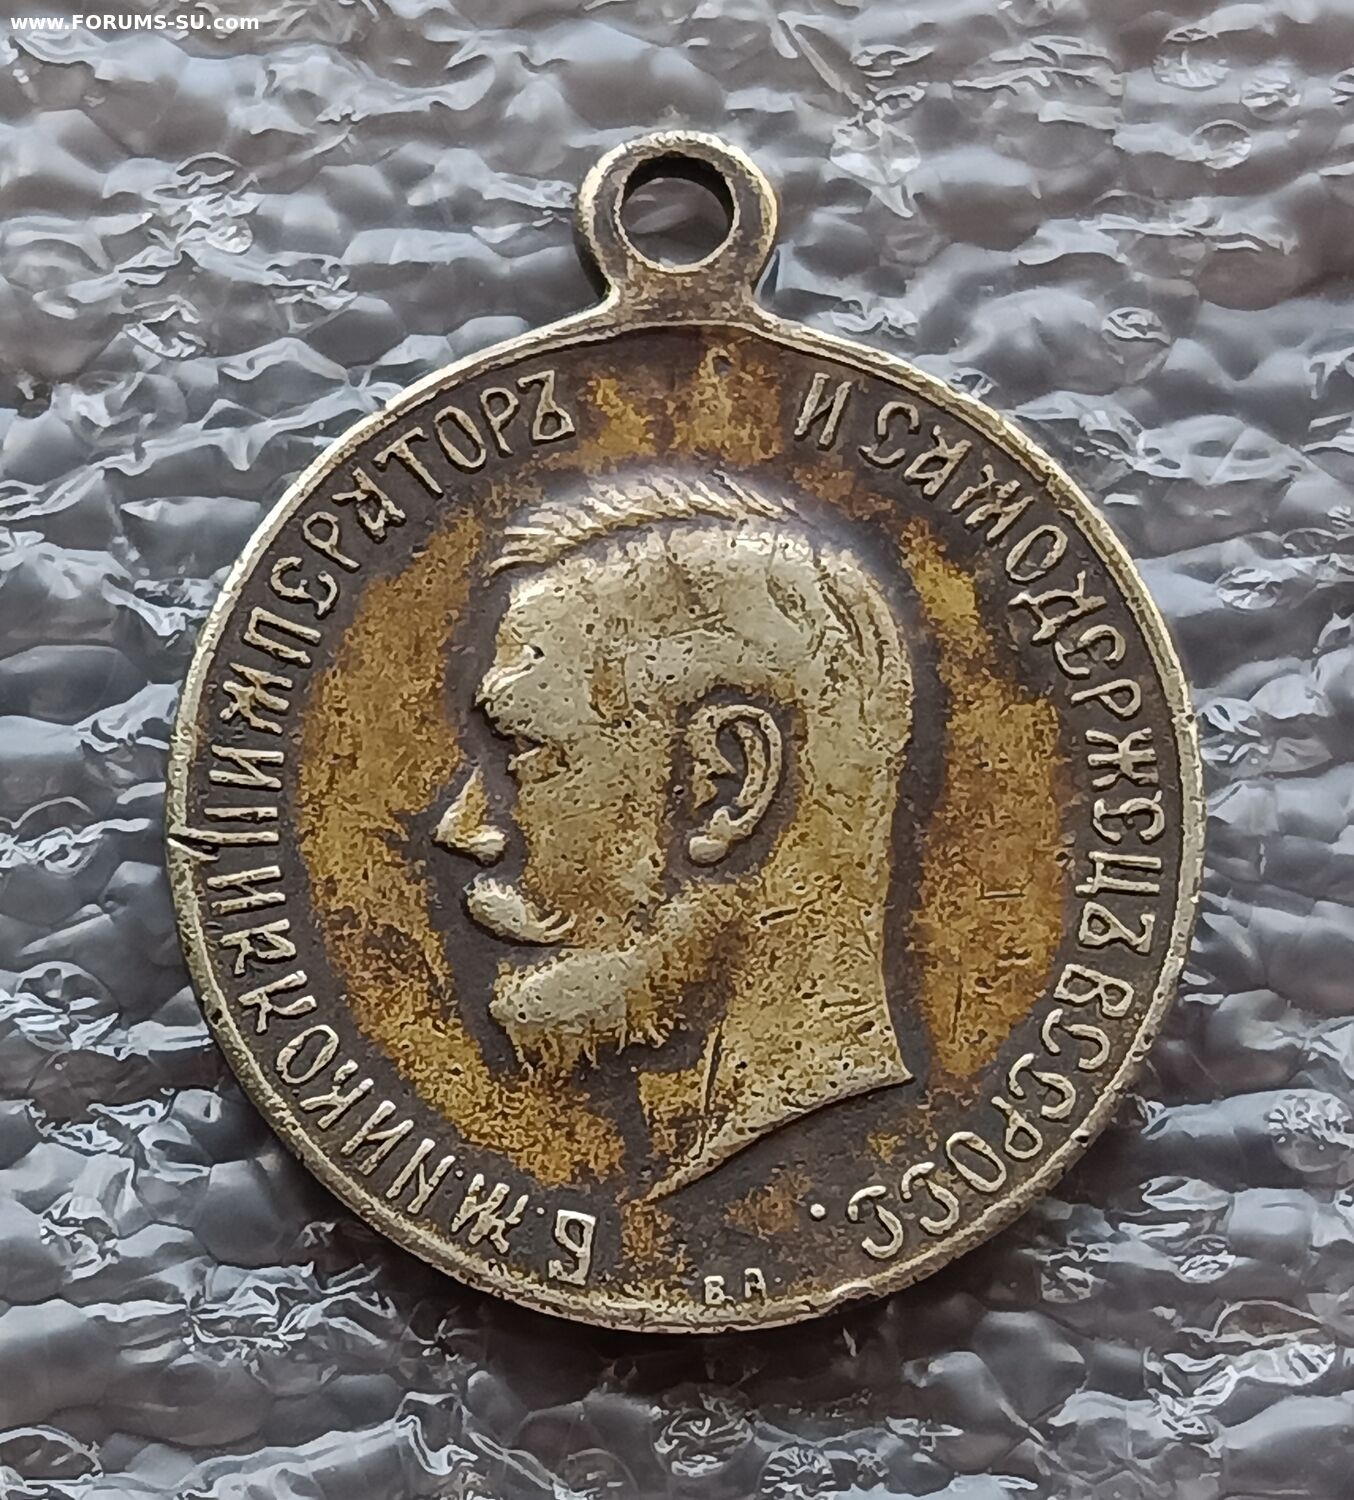 www.FORUMS-SU.com
Б. М. НИКОЛАЙ II ИМПЕРАТОРЪ И САМОДЕРЖЕЦЪ ВСЕРОСС.
В. А.